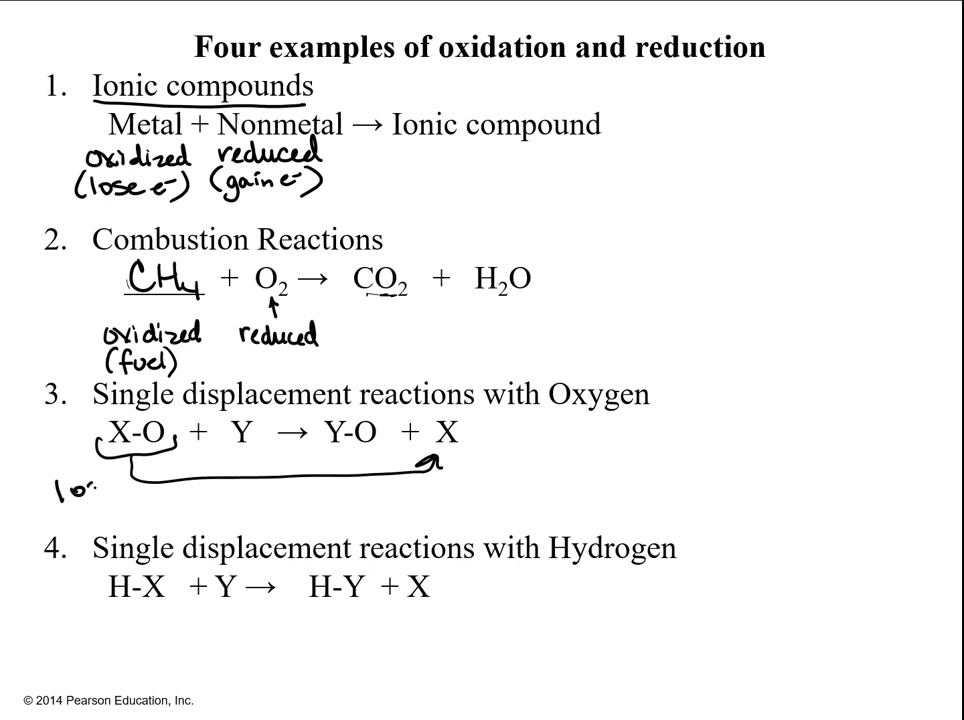 Four examples of oxidation and reduction
1. Ionic compounds
Metal + Nonmetal → Ionic compound
oxidized reduced
(lose e⁻) (gain e⁻)
2. Combustion Reactions
CH₄ + O₂ → CO₂ + H₂O
oxidized reduced
(fuel)
3. Single displacement reactions with Oxygen
X-O + Y → Y-O + X
4. Single displacement reactions with Hydrogen
H-X + Y → H-Y + X
© 2014 Pearson Education, Inc.